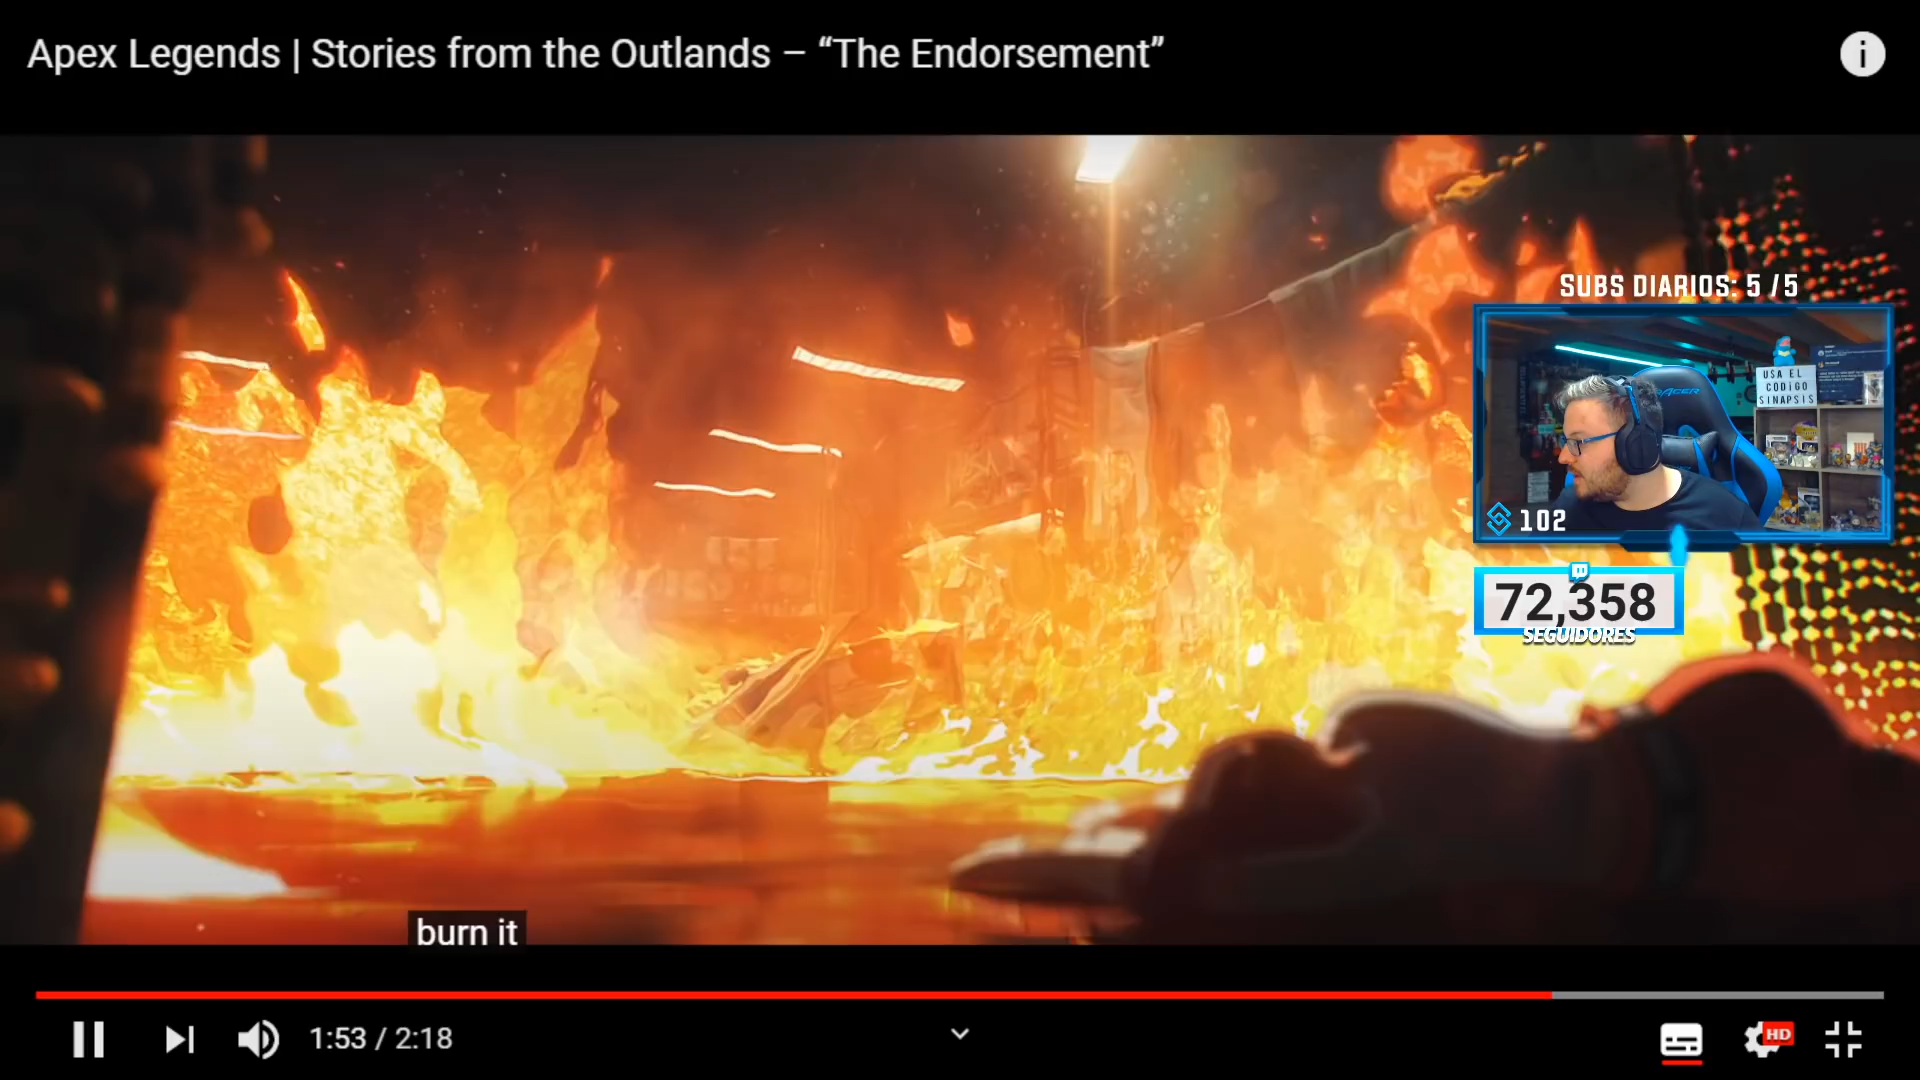 Apex Legends | Stories from the Outlands – “The Endorsement”
SUBS DIARIOS: 5 / 5
USA EL
CÓDIGO
SINAPSIS
102
72,358
SEGUIDORES
burn it
1:53 / 2:18
HD